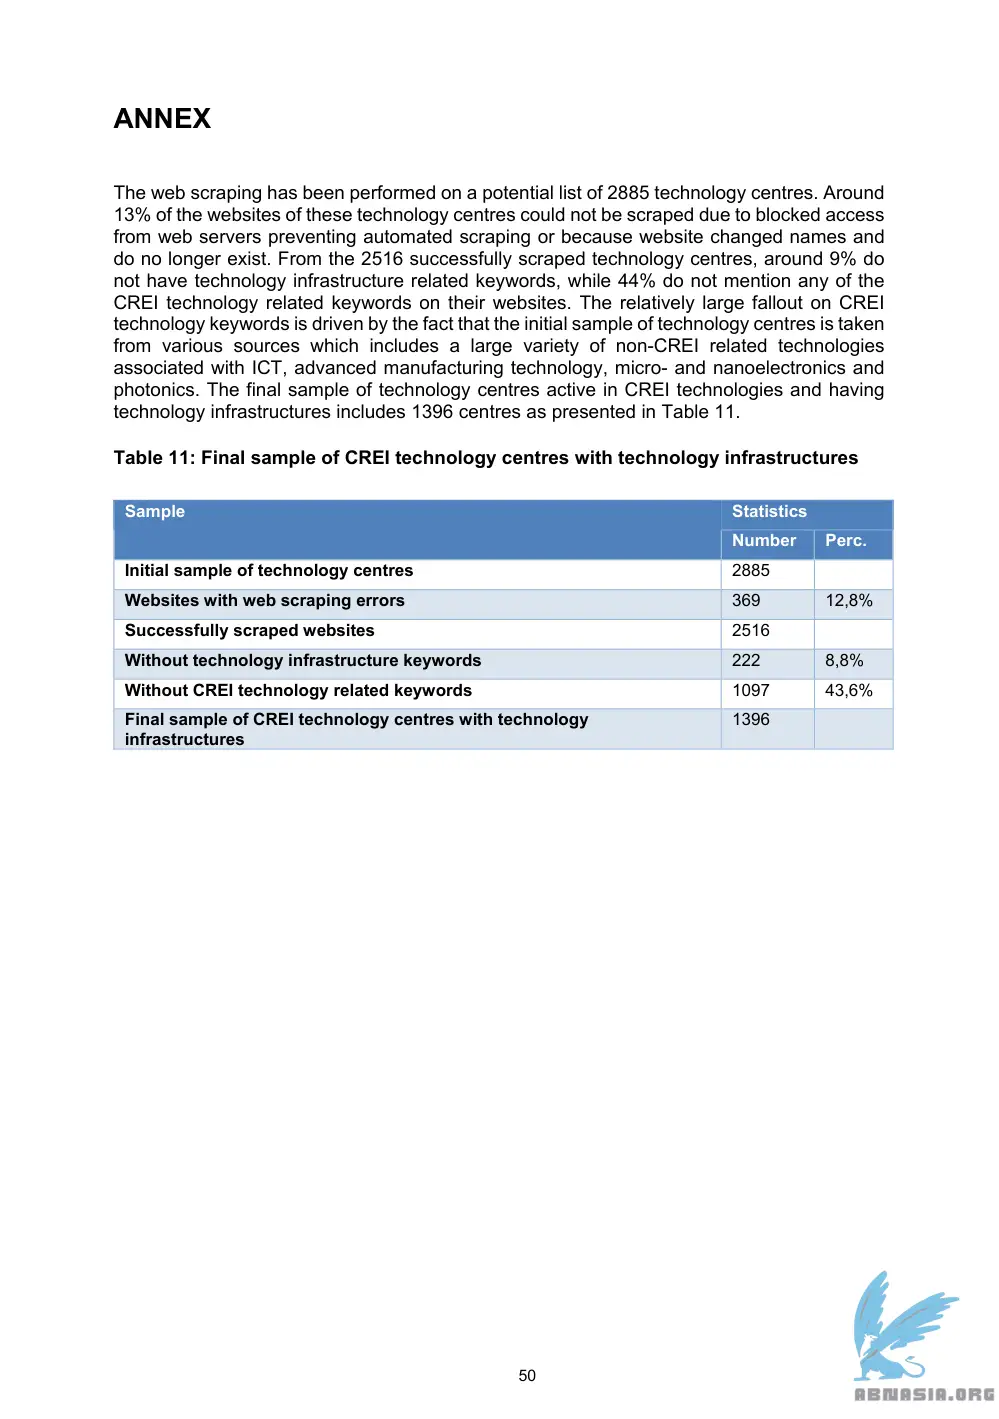 ANNEX
The web scraping has been performed on a potential list of 2885 technology centres. Around
13% of the websites of these technology centres could not be scraped due to blocked access
from web servers preventing automated scraping or because website changed names and
do no longer exist. From the 2516 successfully scraped technology centres, around 9% do
not have technology infrastructure related keywords, while 44% do not mention any of the
CREI technology related keywords on their websites. The relatively large fallout on CREI
technology keywords is driven by the fact that the initial sample of technology centres is taken
from various sources which includes a large variety of non-CREI related technologies
associated with ICT, advanced manufacturing technology, micro- and nanoelectronics and
photonics. The final sample of technology centres active in CREI technologies and having
technology infrastructures includes 1396 centres as presented in Table 11.
Table 11: Final sample of CREI technology centres with technology infrastructures
Sample Statistics
Number Perc.
Initial sample of technology centres 2885
Websites with web scraping errors 369 12,8%
Successfully scraped websites 2516
Without technology infrastructure keywords 222 8,8%
Without CREI technology related keywords 1097 43,6%
Final sample of CREI technology centres with technology 1396
infrastructures
50
ABNASIA.ORG